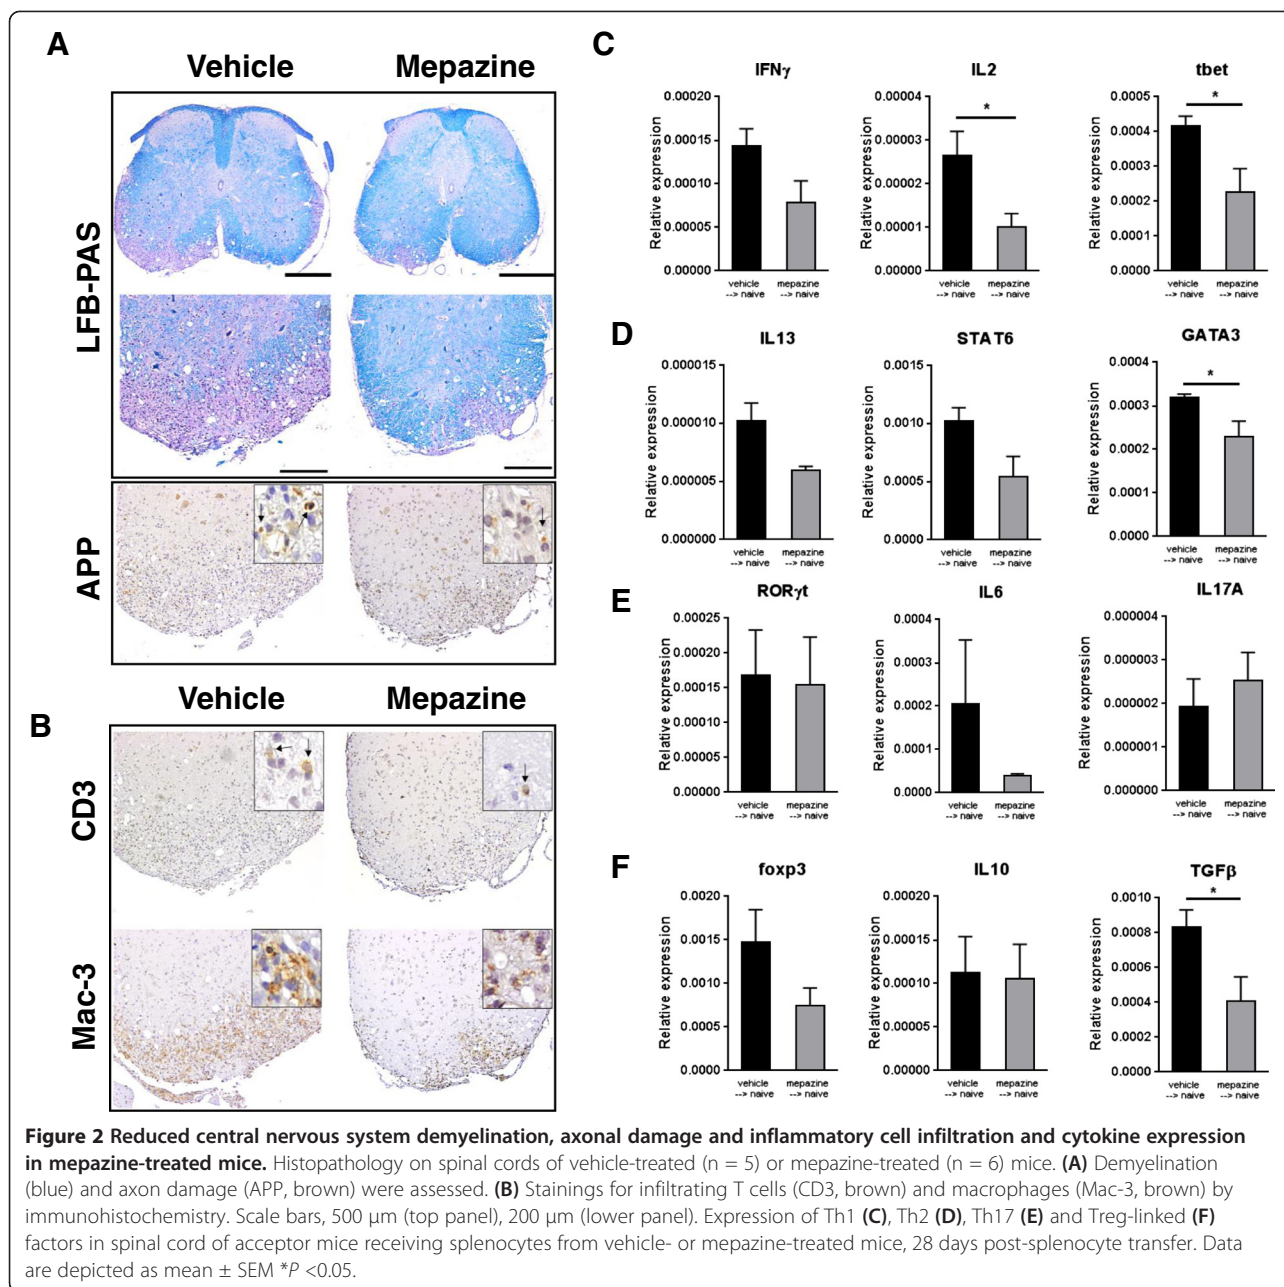 A
Vehicle Mepazine
LFB-PAS
APP
B
Vehicle Mepazine
CD3
Mac-3
C
IFNγ
Relative expression
0.00020
0.00015
0.00010
0.00005
0.00000
vehicle mepazine
--> naive --> naive
IL2
*
Relative expression
0.00004
0.00003
0.00002
0.00001
0.00000
vehicle mepazine
--> naive --> naive
tbet
*
Relative expression
0.0005
0.0004
0.0003
0.0002
0.0001
0.0000
vehicle mepazine
--> naive --> naive
D
IL13
Relative expression
0.000015
0.000010
0.000005
0.000000
vehicle mepazine
--> naive --> naive
STAT6
Relative expression
0.0015
0.0010
0.0005
0.0000
vehicle mepazine
--> naive --> naive
GATA3
*
Relative expression
0.0004
0.0003
0.0002
0.0001
0.0000
vehicle mepazine
--> naive --> naive
E
RORγt
Relative expression
0.00025
0.00020
0.00015
0.00010
0.00005
0.00000
vehicle mepazine
--> naive --> naive
IL6
Relative expression
0.0004
0.0003
0.0002
0.0001
0.0000
vehicle mepazine
--> naive --> naive
IL17A
Relative expression
0.000004
0.000003
0.000002
0.000001
0.000000
vehicle mepazine
--> naive --> naive
F
foxp3
Relative expression
0.0020
0.0015
0.0010
0.0005
0.0000
vehicle mepazine
--> naive --> naive
IL10
Relative expression
0.00020
0.00015
0.00010
0.00005
0.00000
vehicle mepazine
--> naive --> naive
TGFβ
*
Relative expression
0.0010
0.0008
0.0006
0.0004
0.0002
0.0000
vehicle mepazine
--> naive --> naive
Figure 2 Reduced central nervous system demyelination, axonal damage and inflammatory cell infiltration and cytokine expression
in mepazine-treated mice. Histopathology on spinal cords of vehicle-treated (n = 5) or mepazine-treated (n = 6) mice. (A) Demyelination
(blue) and axon damage (APP, brown) were assessed. (B) Stainings for infiltrating T cells (CD3, brown) and macrophages (Mac-3, brown) by
immunohistochemistry. Scale bars, 500 μm (top panel), 200 μm (lower panel). Expression of Th1 (C), Th2 (D), Th17 (E) and Treg-linked (F)
factors in spinal cord of acceptor mice receiving splenocytes from vehicle- or mepazine-treated mice, 28 days post-splenocyte transfer. Data
are depicted as mean ± SEM *P <0.05.